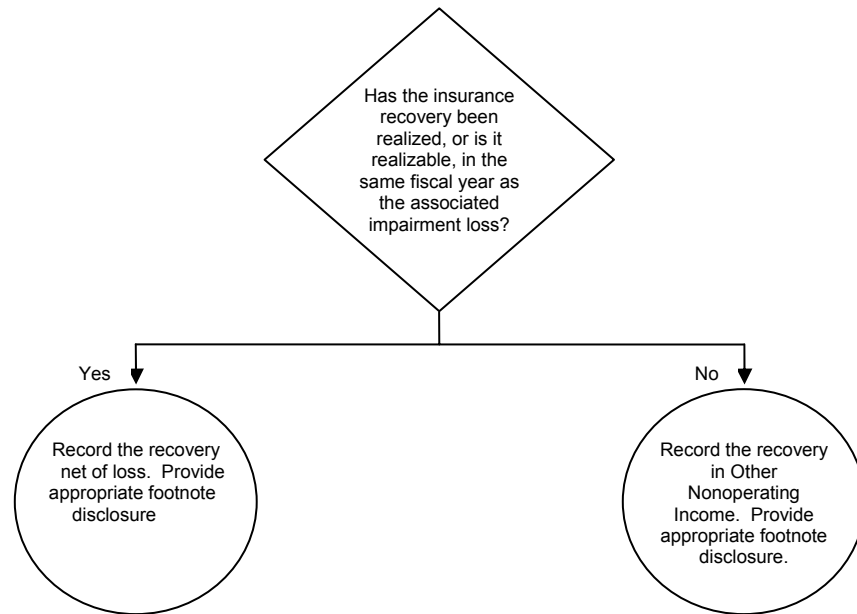 Has the insurance
recovery been
realized, or is it
realizable, in the
same fiscal year as
the associated
impairment loss?
Yes
No
Record the recovery
net of loss. Provide
appropriate footnote
disclosure
Record the recovery
in Other
Nonoperating
Income. Provide
appropriate footnote
disclosure.